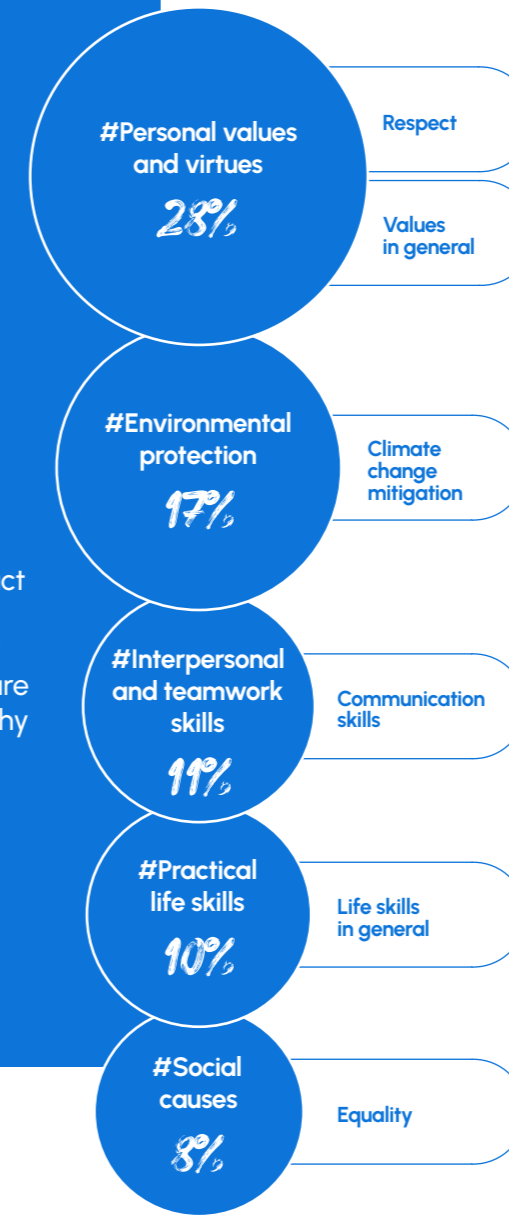 #Personal values
and virtues
28%
Respect
Values
in general
#Environmental
protection
17%
Climate
change
mitigation
#Interpersonal
and teamwork
skills
11%
Communication
skills
#Practical
life skills
10%
Life skills
in general
#Social
causes
8%
Equality